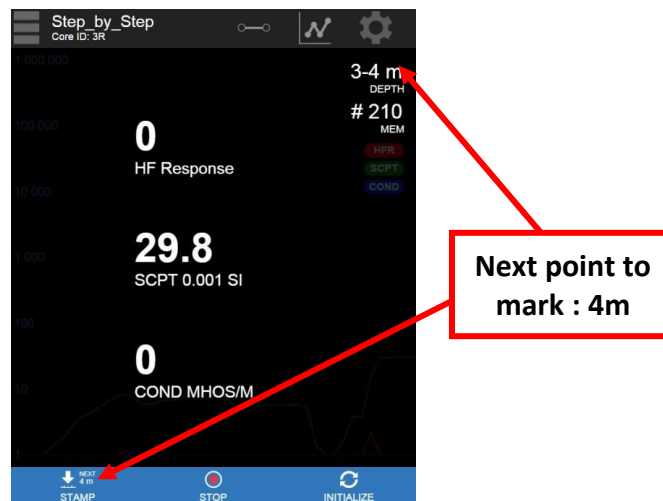 Step_by_Step
Core ID: 3R
1 000 000
3-4 m
DEPTH
# 210
MEM
100 000
0
HF Response
HFR
SCPT
COND
10 000
29.8
SCPT 0.001 SI
1 000
Next point to
mark : 4m
100
0
COND MHOS/M
10
1
NEXT
4 m
STAMP
STOP
INITIALIZE